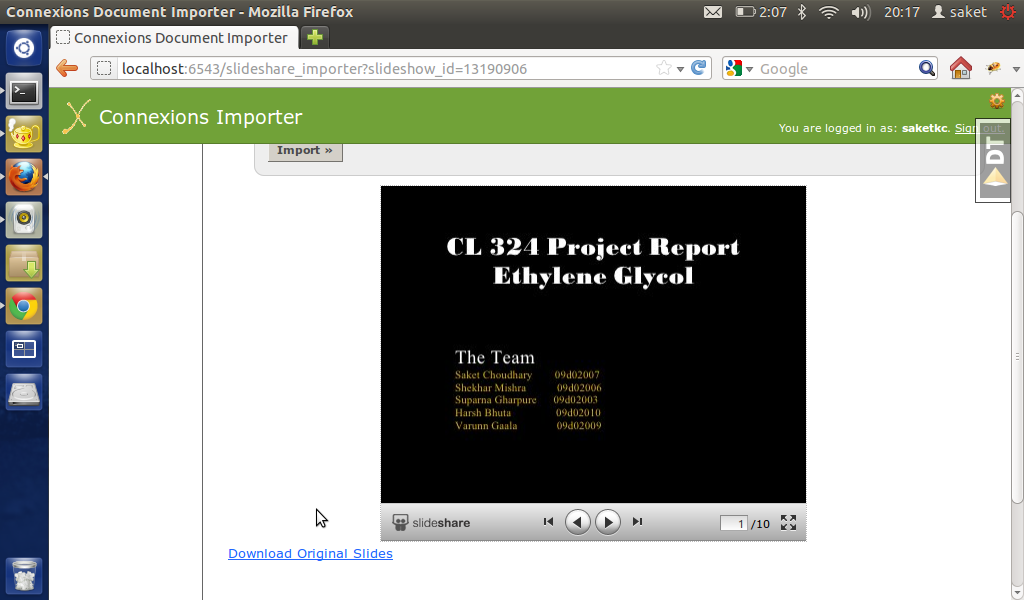 Connexions Document Importer - Mozilla Firefox
2:07
20:17
saket
Connexions Document Importer
localhost:6543/slideshare_importer?slideshow_id=13190906
Google
Connexions Importer
You are logged in as: saketkc. Sign out.
DT
Import »
CL 324 Project Report
Ethylene Glycol
The Team
Saket Choudhary 09d02007
Shekhar Mishra 09d02006
Suparna Gharpure 09d02003
Harsh Bhuta 09d02010
Varunn Gaala 09d02009
slideshare
1 /10
Download Original Slides